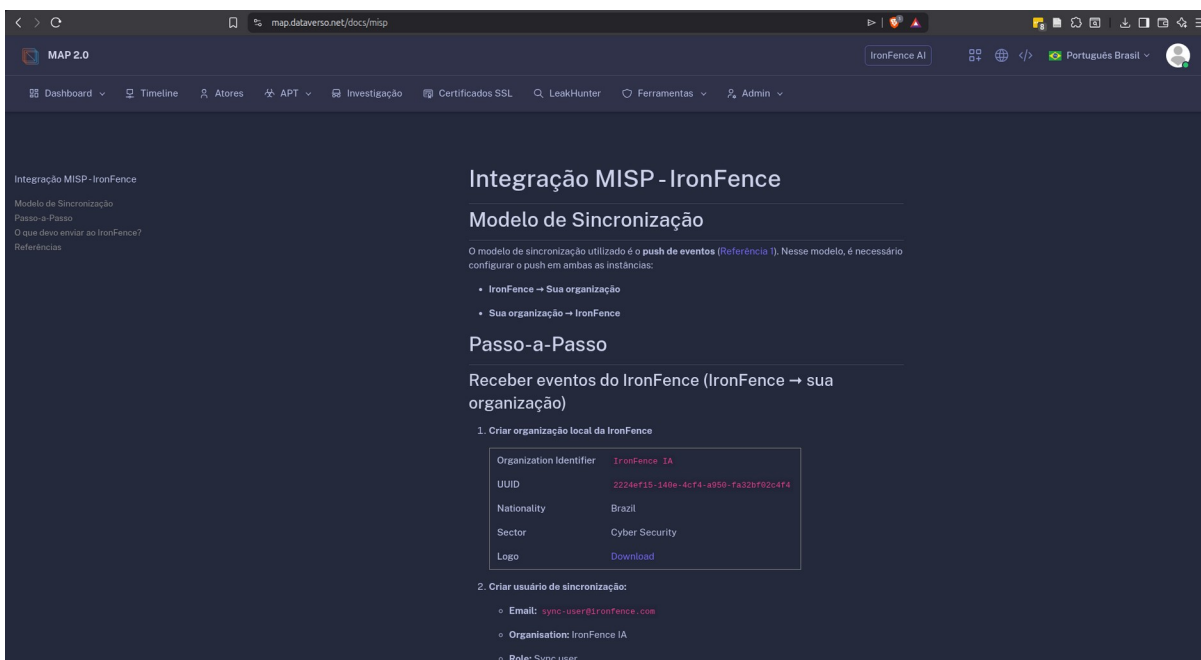 map.dataverso.net/docs/misp
MAP 2.0
IronFence AI
Português Brasil
Dashboard
Timeline
Atores
APT
Investigação
Certificados SSL
LeakHunter
Ferramentas
Admin
Integração MISP-IronFence
Modelo de Sincronização
Passo-a-Passo
O que devo enviar ao IronFence?
Referências
Integração MISP - IronFence
Modelo de Sincronização
O modelo de sincronização utilizado é o push de eventos (Referência 1). Nesse modelo, é necessário
configurar o push em ambas as instâncias:
• IronFence → Sua organização
• Sua organização → IronFence
Passo-a-Passo
Receber eventos do IronFence (IronFence → sua
organização)
1. Criar organização local da IronFence
Organization Identifier IronFence IA
UUID 2224ef15-140e-4cf4-a950-fa32bf02c4f4
Nationality Brazil
Sector Cyber Security
Logo Download
2. Criar usuário de sincronização:
Email: sync-user@ironfence.com
Organisation: IronFence IA
Role: Sync user